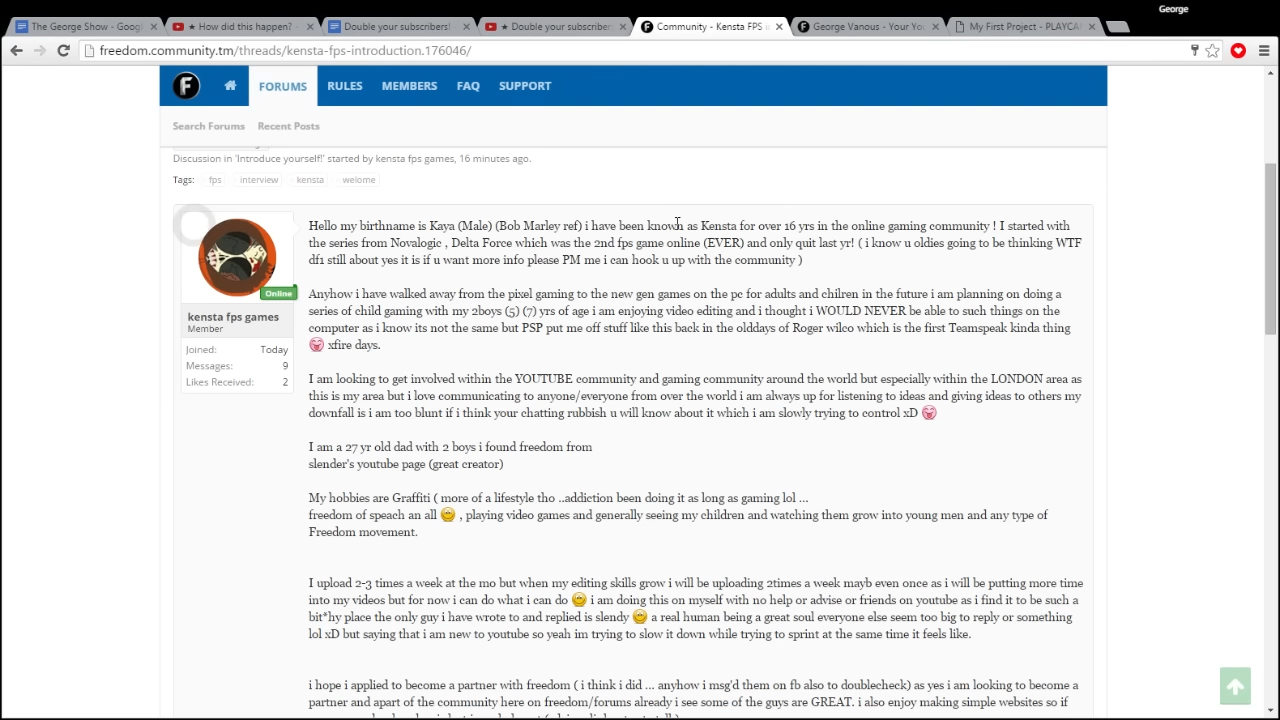 George
The George Show - Googl
★ How did this happen?
Double your subscribers! -
★ Double your subscriber
Community - Kensta FPS in
George Vanous - Your You
My First Project - PLAYCA
freedom.community.tm/threads/kensta-fps-introduction.176046/
F FORUMS RULES MEMBERS FAQ SUPPORT
Search Forums Recent Posts
Discussion in 'Introduce yourself!' started by kensta fps games, 16 minutes ago.
Tags: fps interview kensta welome
Hello my birthname is Kaya (Male) (Bob Marley ref) i have been known as Kensta for over 16 yrs in the online gaming community ! I started with
the series from Novalogic , Delta Force which was the 2nd fps game online (EVER) and only quit last yr! ( i know u oldies going to be thinking WTF
df1 still about yes it is if u want more info please PM me i can hook u up with the community )
Online
kensta fps games
Member
Joined: Today
Messages: 9
Likes Received: 2
Anyhow i have walked away from the pixel gaming to the new gen games on the pc for adults and chilren in the future i am planning on doing a
series of child gaming with my 2boys (5) (7) yrs of age i am enjoying video editing and i thought i WOULD NEVER be able to such things on the
computer as i know its not the same but PSP put me off stuff like this back in the olddays of Roger wilco which is the first Teamspeak kinda thing
xfire days.
I am looking to get involved within the YOUTUBE community and gaming community around the world but especially within the LONDON area as
this is my area but i love communicating to anyone/everyone from over the world i am always up for listening to ideas and giving ideas to others my
downfall is i am too blunt if i think your chatting rubbish u will know about it which i am slowly trying to control xD
I am a 27 yr old dad with 2 boys i found freedom from
slender's youtube page (great creator)
My hobbies are Graffiti ( more of a lifestyle tho ..addiction been doing it as long as gaming lol ...
freedom of speach an all , playing video games and generally seeing my children and watching them grow into young men and any type of
Freedom movement.
I upload 2-3 times a week at the mo but when my editing skills grow i will be uploading 2times a week mayb even once as i will be putting more time
into my videos but for now i can do what i can do i am doing this on myself with no help or advise or friends on youtube as i find it to be such a
bit*hy place the only guy i have wrote to and replied is slendy a real human being a great soul everyone else seem too big to reply or something
lol xD but saying that i am new to youtube so yeah im trying to slow it down while trying to sprint at the same time it feels like.
i hope i applied to become a partner with freedom ( i think i did ... anyhow i msg'd them on fb also to doublecheck) as yes i am looking to become a
partner and apart of the community here on freedom/forums already i see some of the guys are GREAT. i also enjoy making simple websites so if